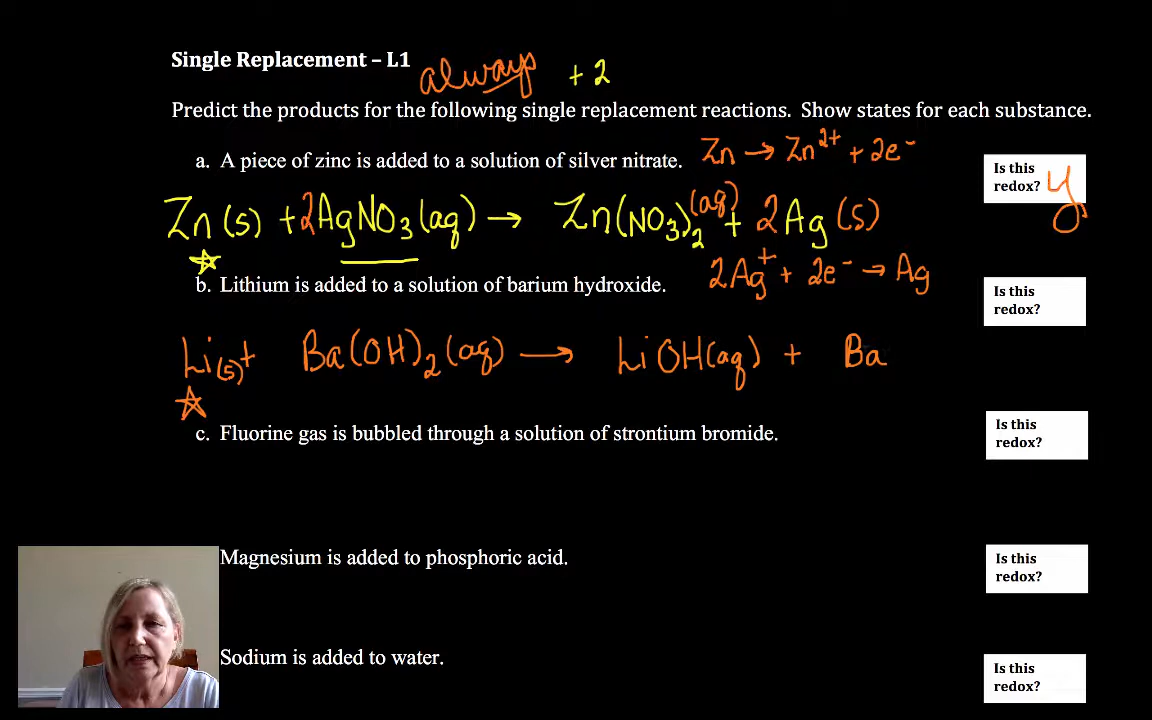 Single Replacement – L1
always +2
Predict the products for the following single replacement reactions. Show states for each substance.
a. A piece of zinc is added to a solution of silver nitrate.
Zn → Zn²⁺ + 2e⁻
Is this redox? y
Zn(s) + 2AgNO₃(aq) → Zn(NO₃)₂(aq) + 2Ag(s)
2Ag⁺ + 2e⁻ → Ag
b. Lithium is added to a solution of barium hydroxide.
Is this redox?
Li(s) + Ba(OH)₂(aq) → LiOH(aq) + Ba
c. Fluorine gas is bubbled through a solution of strontium bromide.
Is this redox?
Magnesium is added to phosphoric acid.
Is this redox?
Sodium is added to water.
Is this redox?